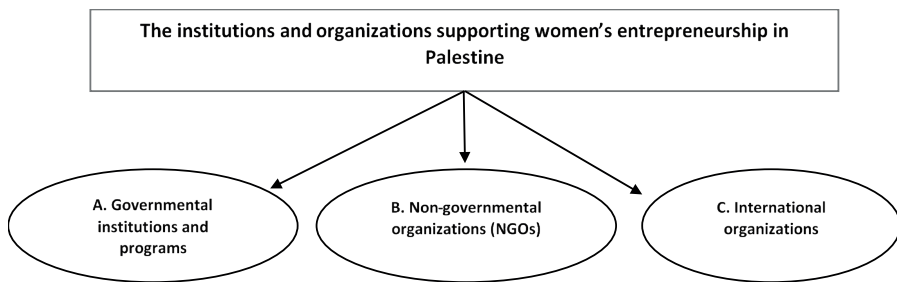 The institutions and organizations supporting women’s entrepreneurship in
Palestine
A. Governmental
institutions and
programs
B. Non-governmental
organizations (NGOs)
C. International
organizations